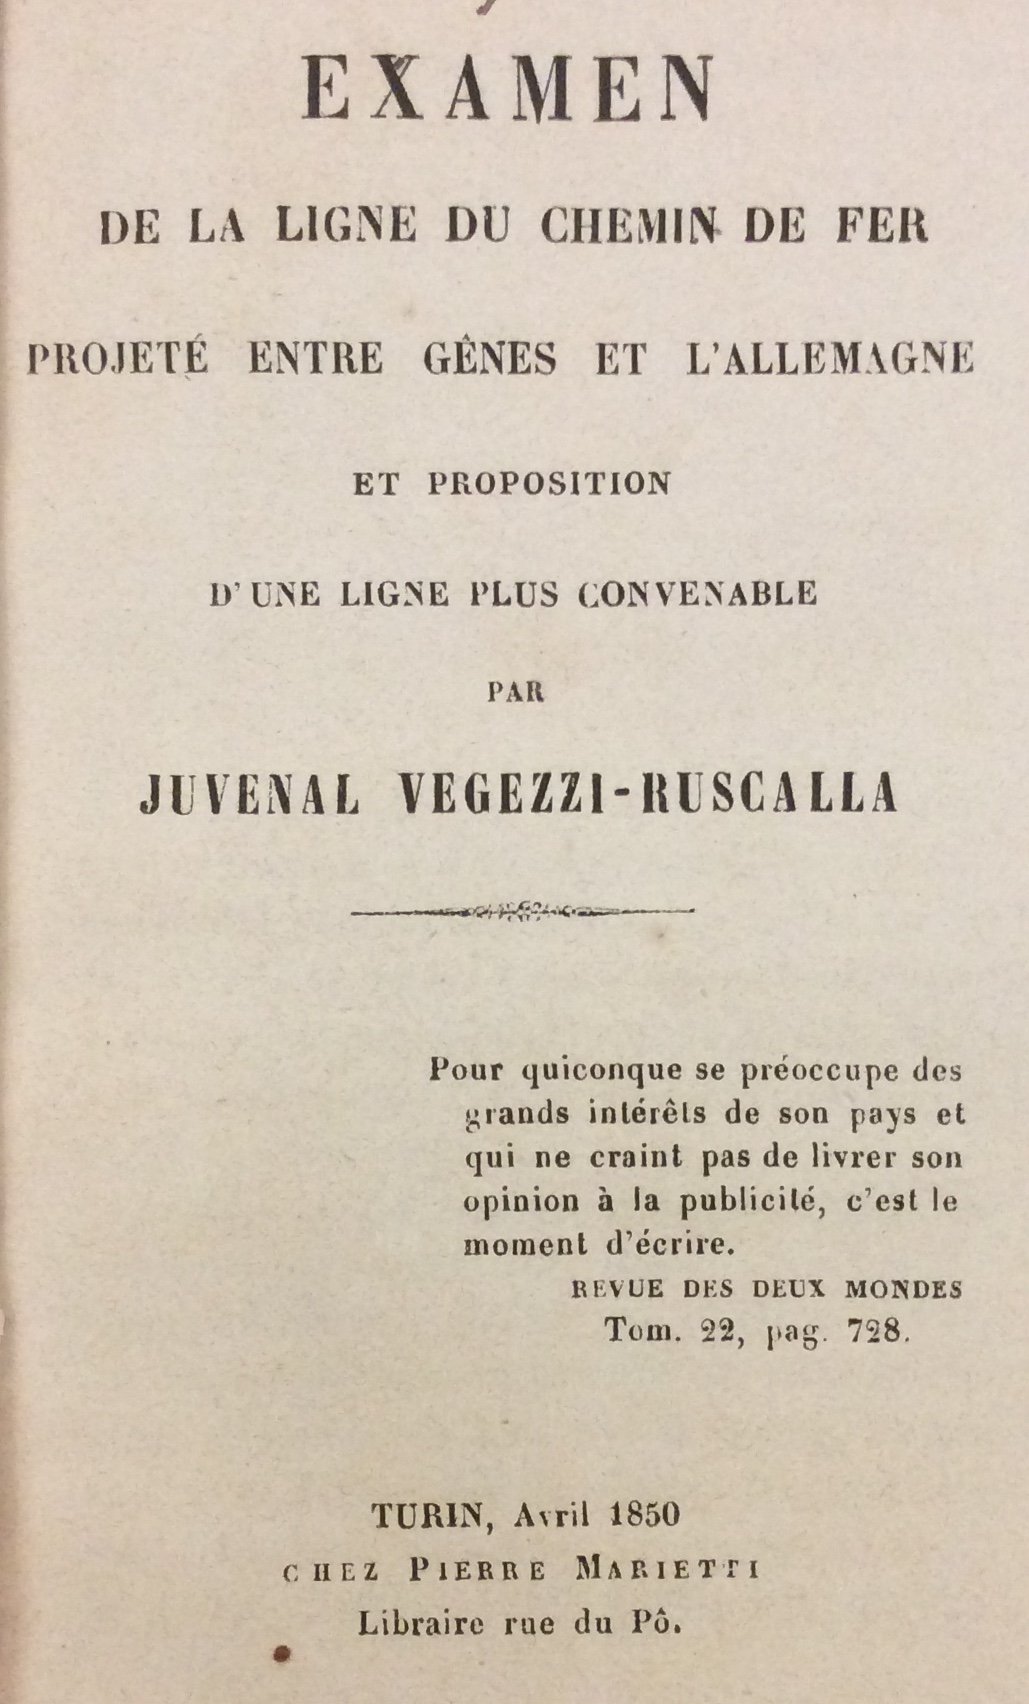 EXAMEN
DE LA LIGNE DU CHEMIN DE FER
PROJETÉ ENTRE GÊNES ET L'ALLEMAGNE
ET PROPOSITION
D'UNE LIGNE PLUS CONVENABLE
PAR
JUVENAL VEGEZZI-RUSCALLA
Pour quiconque se préoccupe des
grands intérêts de son pays et
qui ne craint pas de livrer son
opinion à la publicité, c'est le
moment d'écrire.
REVUE DES DEUX MONDES
Tom. 22, pag. 728.
TURIN, Avril 1850
CHEZ PIERRE MARIETTI
Libraire rue du Pô.